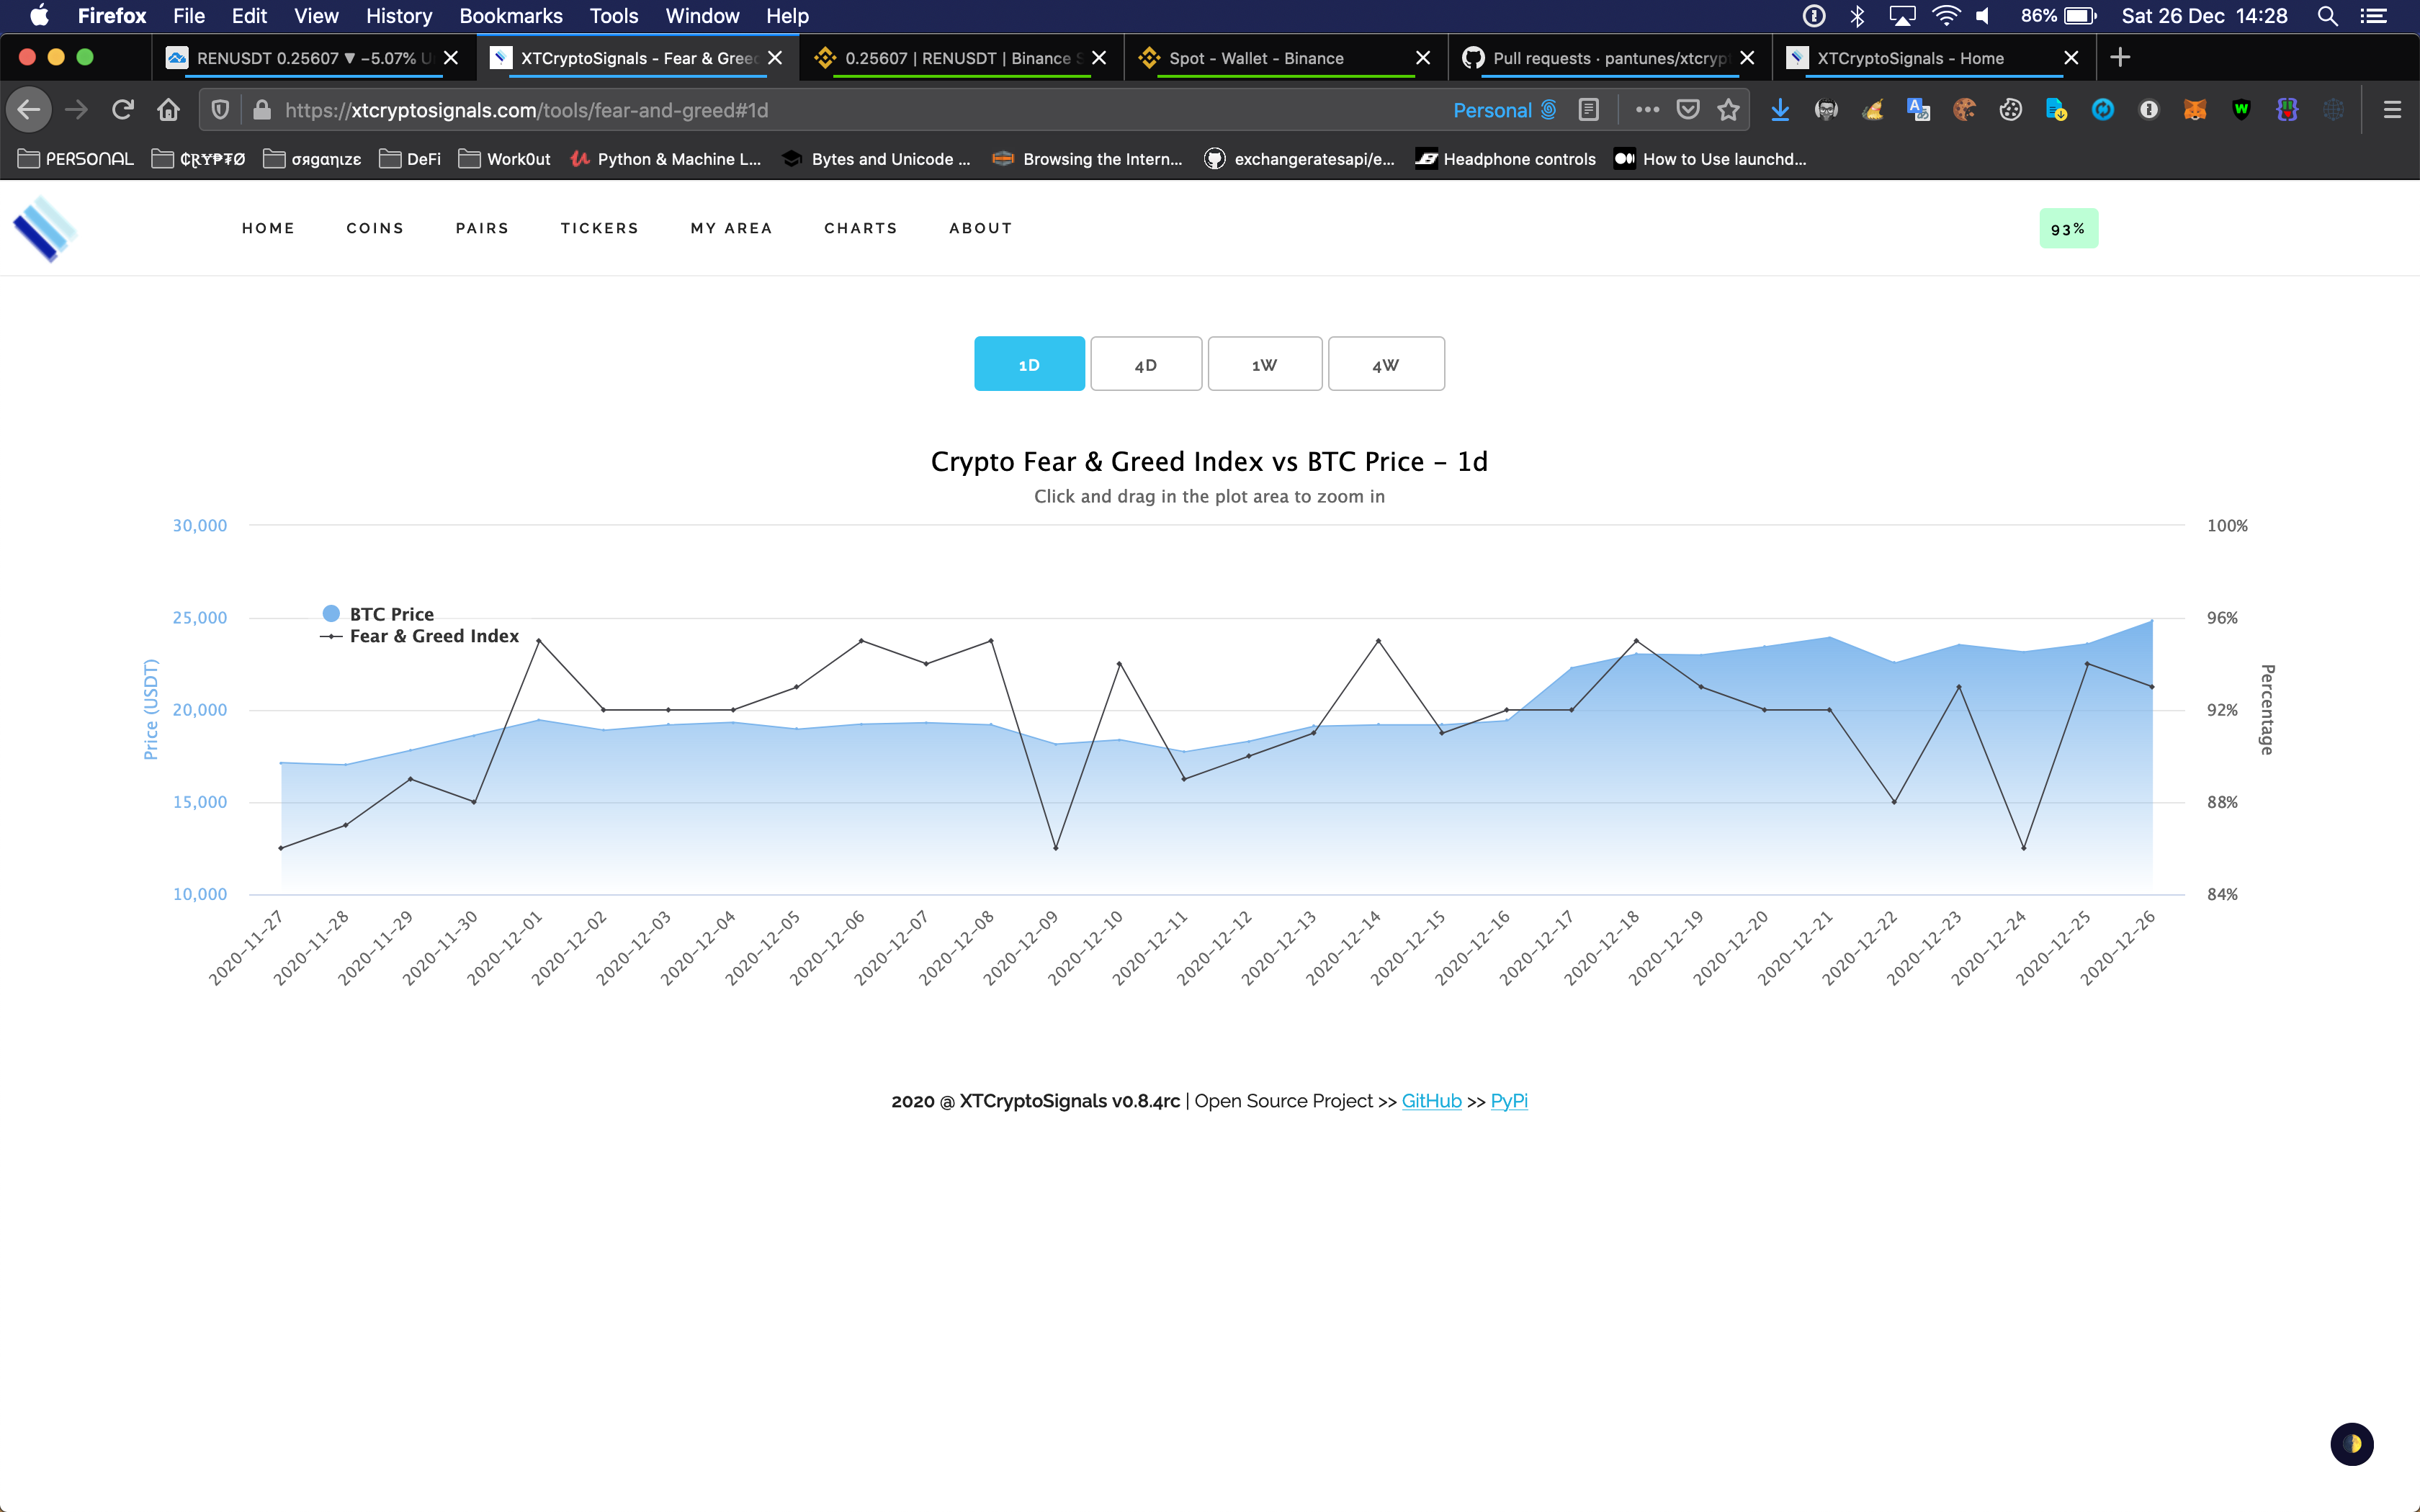 Firefox File Edit View History Bookmarks Tools Window Help 86% Sat 26 Dec 14:28
RENUSDT 0.25607 ▼ −5.07% U XTCryptoSignals - Fear & Greed 0.25607 | RENUSDT | Binance S Spot - Wallet - Binance Pull requests · pantunes/xtcrypt XTCryptoSignals - Home
https://xtcryptosignals.com/tools/fear-and-greed#1d Personal
PERSONAL ₵ⱤɎ₱₮Ø σяgaηιzε DeFi Work0ut Python & Machine L... Bytes and Unicode ... Browsing the Intern... exchangeratesapi/e... Headphone controls How to Use launchd...
HOME COINS PAIRS TICKERS MY AREA CHARTS ABOUT 93%
1D 4D 1W 4W
Crypto Fear & Greed Index vs BTC Price – 1d
Click and drag in the plot area to zoom in
30,000 100%
25,000 96%
BTC Price
Fear & Greed Index
20,000 92%
Price (USDT)
Percentage
15,000 88%
10,000 84%
2020-11-27 2020-11-28 2020-11-29 2020-11-30 2020-12-01 2020-12-02 2020-12-03 2020-12-04 2020-12-05 2020-12-06 2020-12-07 2020-12-08 2020-12-09 2020-12-10 2020-12-11 2020-12-12 2020-12-13 2020-12-14 2020-12-15 2020-12-16 2020-12-17 2020-12-18 2020-12-19 2020-12-20 2020-12-21 2020-12-22 2020-12-23 2020-12-24 2020-12-25 2020-12-26
2020 @ XTCryptoSignals v0.8.4rc | Open Source Project >> GitHub >> PyPi